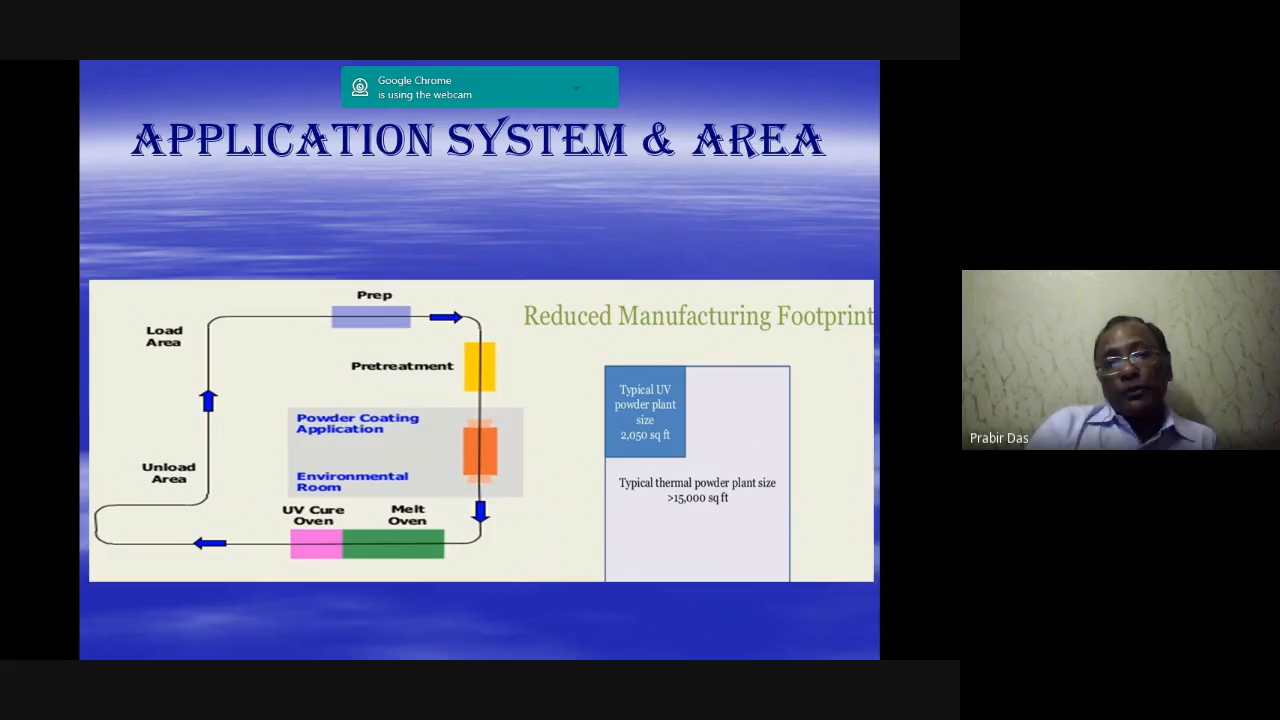 Google Chrome
is using the webcam
APPLICATION SYSTEM & AREA
Prep
Load
Area
Pretreatment
Powder Coating
Application
Unload
Area
Environmental
Room
UV Cure
Oven
Melt
Oven
Reduced Manufacturing Footprint
Typical UV
powder plant
size
2,050 sq ft
Typical thermal powder plant size
>15,000 sq ft
Prabir Das